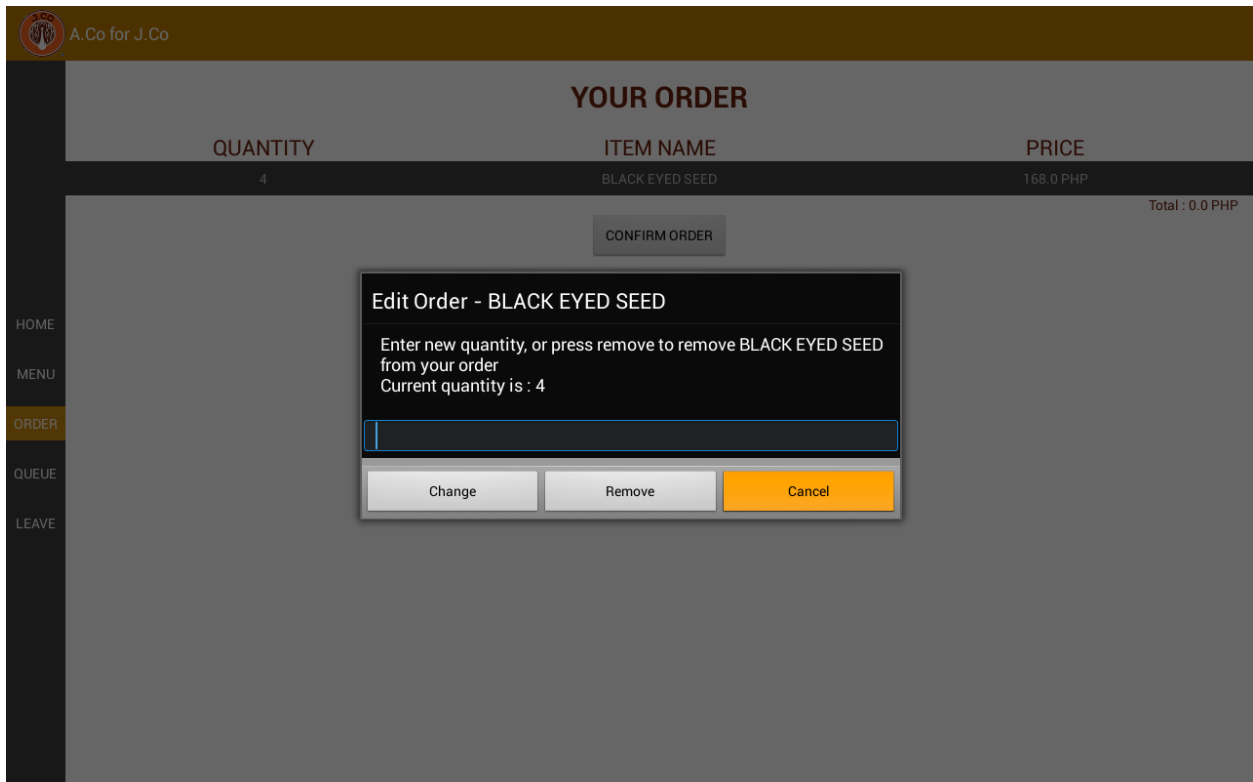 J.CO
A.Co for J.Co
YOUR ORDER
QUANTITY ITEM NAME PRICE
4 BLACK EYED SEED 168.0 PHP
Total : 0.0 PHP
CONFIRM ORDER
Edit Order - BLACK EYED SEED
Enter new quantity, or press remove to remove BLACK EYED SEED
from your order
Current quantity is : 4
Change Remove Cancel
HOME
MENU
ORDER
QUEUE
LEAVE